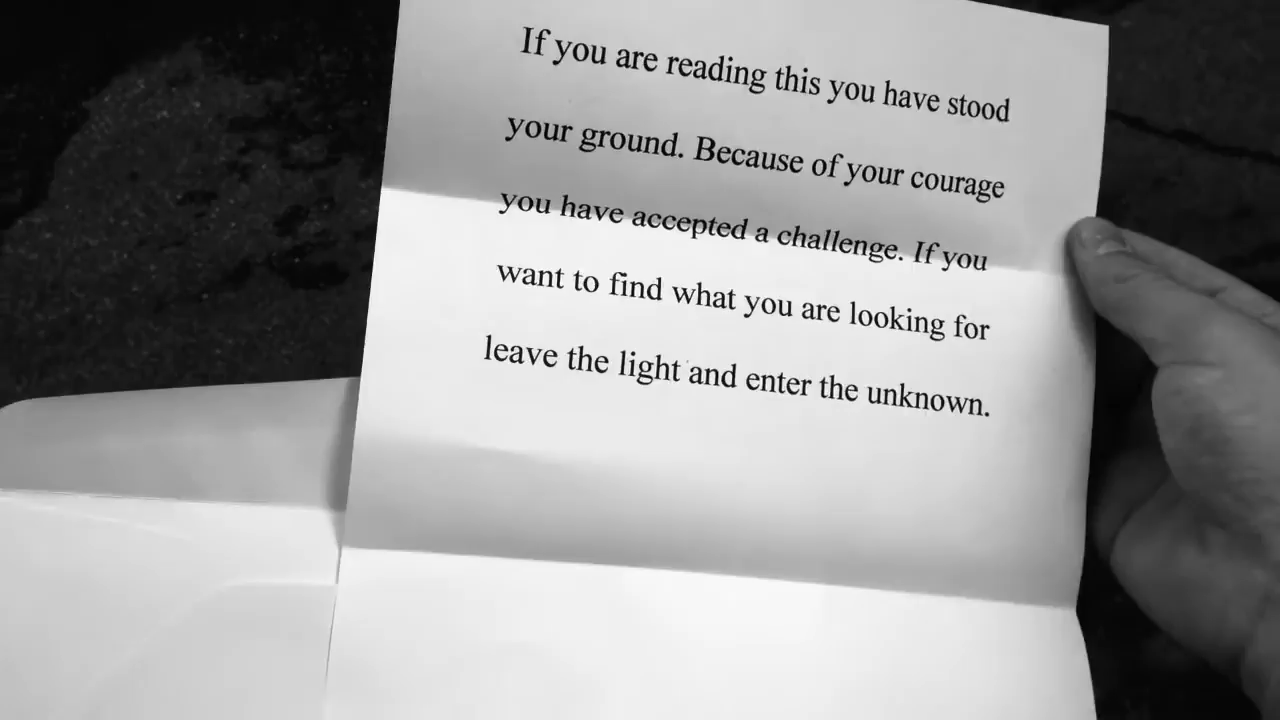 If you are reading this you have stood
your ground. Because of your courage
you have accepted a challenge. If you
want to find what you are looking for
leave the light and enter the unknown.